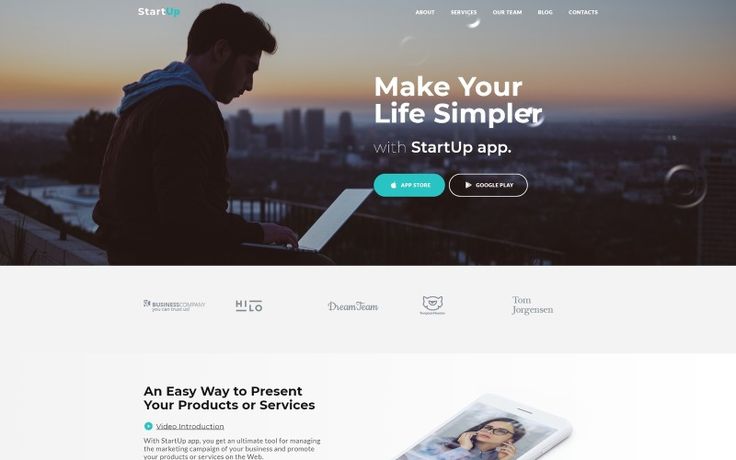 StartUp
ABOUT SERVICES OUR TEAM BLOG CONTACTS
Make Your
Life Simpler
with StartUp app.
APP STORE GOOGLE PLAY
BUSINESSCOMPANY
you can trust us!
HI
LO
DreamTeam
Tom
Jorgensen
An Easy Way to Present
Your Products or Services
Video Introduction
With StartUp app, you get an ultimate tool for managing
the marketing campaign of your business and promote
your products or services on the Web.